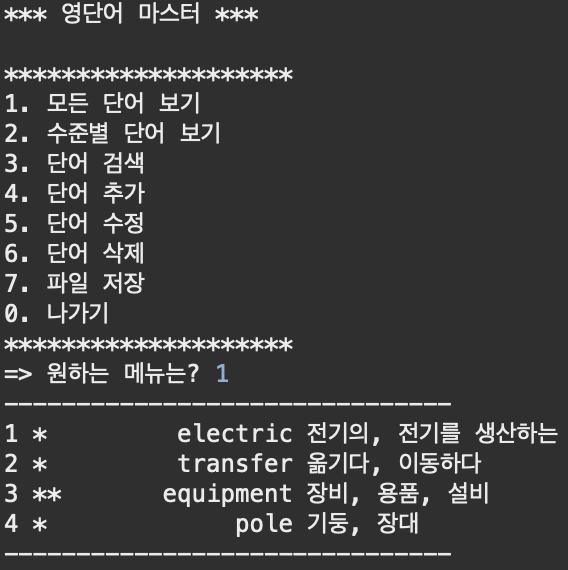 *** 영단어 마스터 ***
********************
1. 모든 단어 보기
2. 수준별 단어 보기
3. 단어 검색
4. 단어 추가
5. 단어 수정
6. 단어 삭제
7. 파일 저장
0. 나가기
********************
=> 원하는 메뉴는? 1
-------------------------------
1 *         electric 전기의, 전기를 생산하는
2 *         transfer 옮기다, 이동하다
3 **       equipment 장비, 용품, 설비
4 *             pole 기둥, 장대
-------------------------------